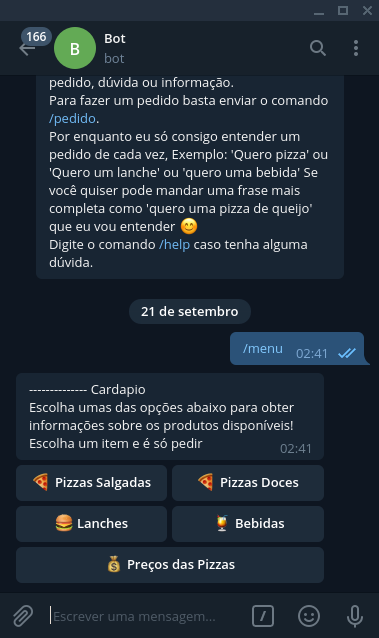 166
B
Bot
bot
pedido, dúvida ou informação.
Para fazer um pedido basta enviar o comando
/pedido.
Por enquanto eu só consigo entender um
pedido de cada vez, Exemplo: 'Quero pizza' ou
'Quero um lanche' ou 'quero uma bebida' Se
você quiser pode mandar uma frase mais
completa como 'quero uma pizza de queijo'
que eu vou entender 😊
Digite o comando /help caso tenha alguma
dúvida.
21 de setembro
/menu 02:41
-------------- Cardapio
Escolha umas das opções abaixo para obter
informações sobre os produtos disponíveis!
Escolha um item e é só pedir
02:41
🍕 Pizzas Salgadas
🍕 Pizzas Doces
🍔 Lanches
🍹 Bebidas
💰 Preços das Pizzas
Escrever uma mensagem...